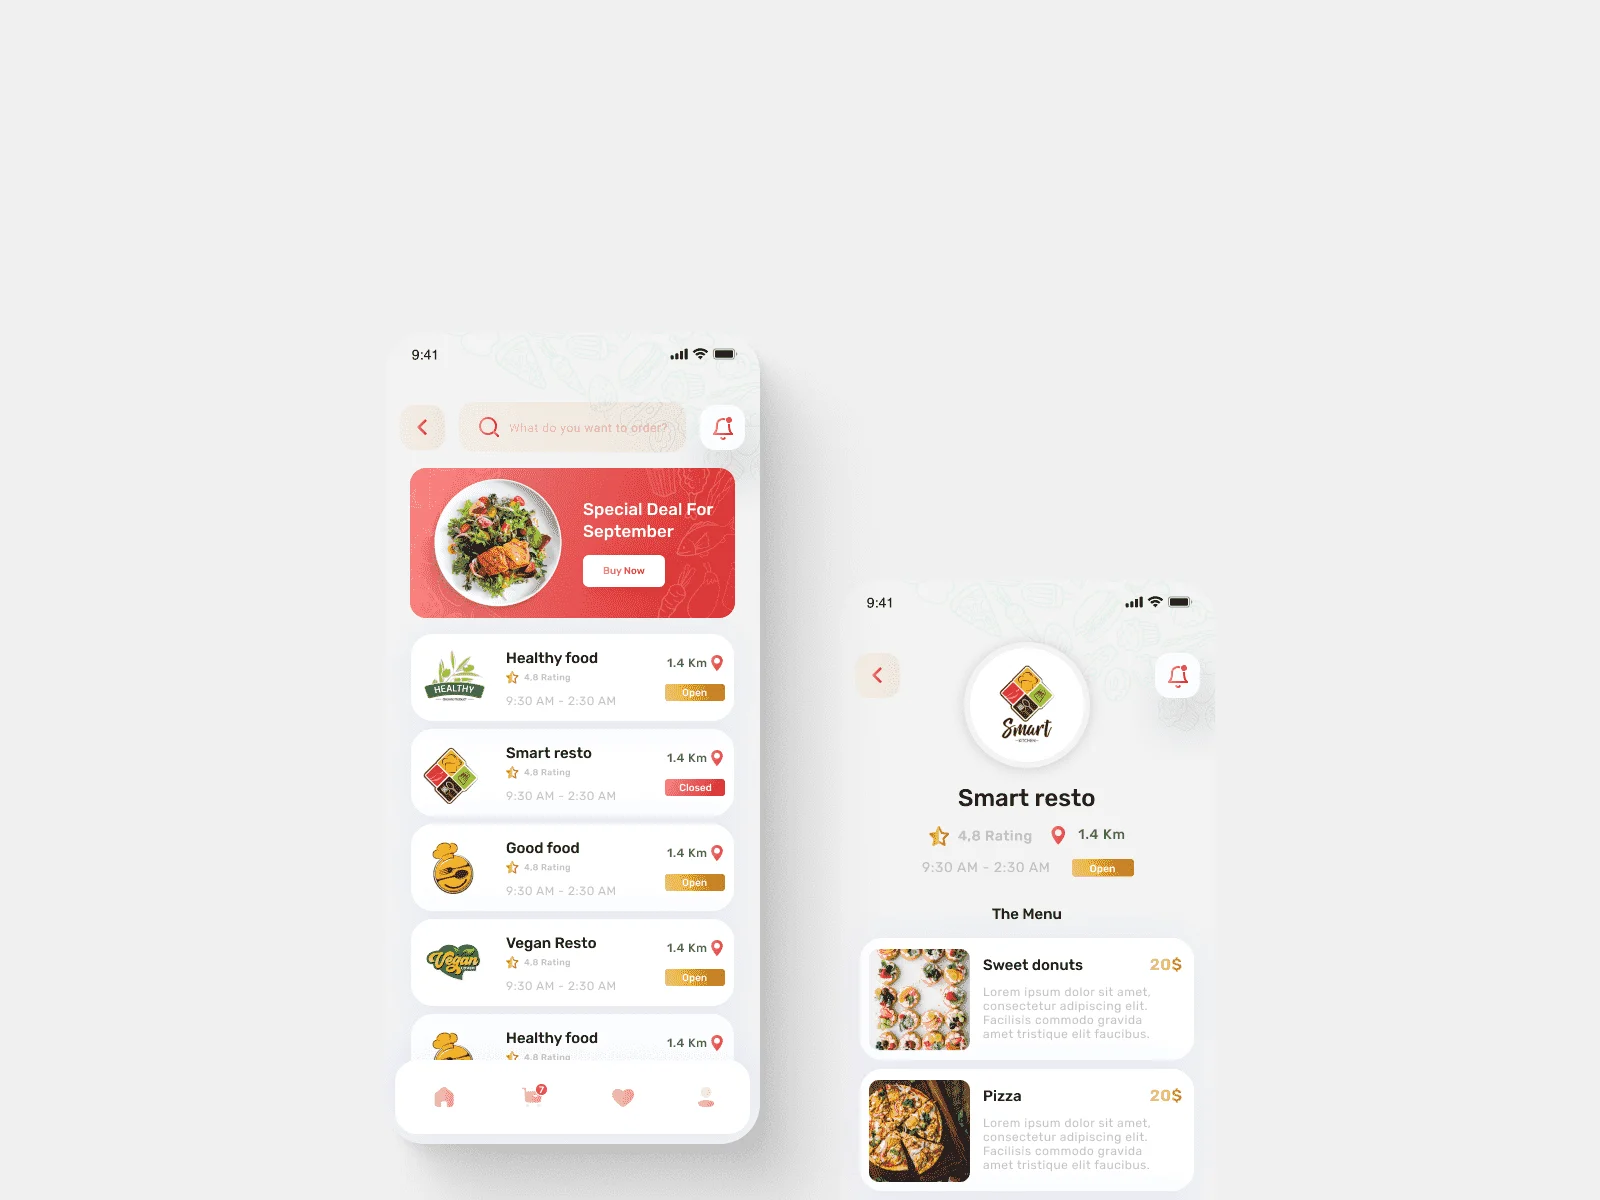 9:41
What do you want to order?
Special Deal For
September
Buy Now
HEALTHY
Healthy food
4,8 Rating
9:30 AM - 2:30 AM
1.4 Km
Open
Smart resto
4,8 Rating
9:30 AM - 2:30 AM
1.4 Km
Closed
Good food
4,8 Rating
9:30 AM - 2:30 AM
1.4 Km
Open
Vegan
Vegan Resto
4,8 Rating
9:30 AM - 2:30 AM
1.4 Km
Open
Healthy food
4,8 Rating
1.4 Km
7
9:41
Smart
KITCHEN
Smart resto
4,8 Rating
1.4 Km
9:30 AM - 2:30 AM
Open
The Menu
Sweet donuts
20$
Lorem ipsum dolor sit amet,
consectetur adipiscing elit.
Facilisis commodo gravida
amet tristique elit faucibus.
Pizza
20$
Lorem ipsum dolor sit amet,
consectetur adipiscing elit.
Facilisis commodo gravida
amet tristique elit faucibus.